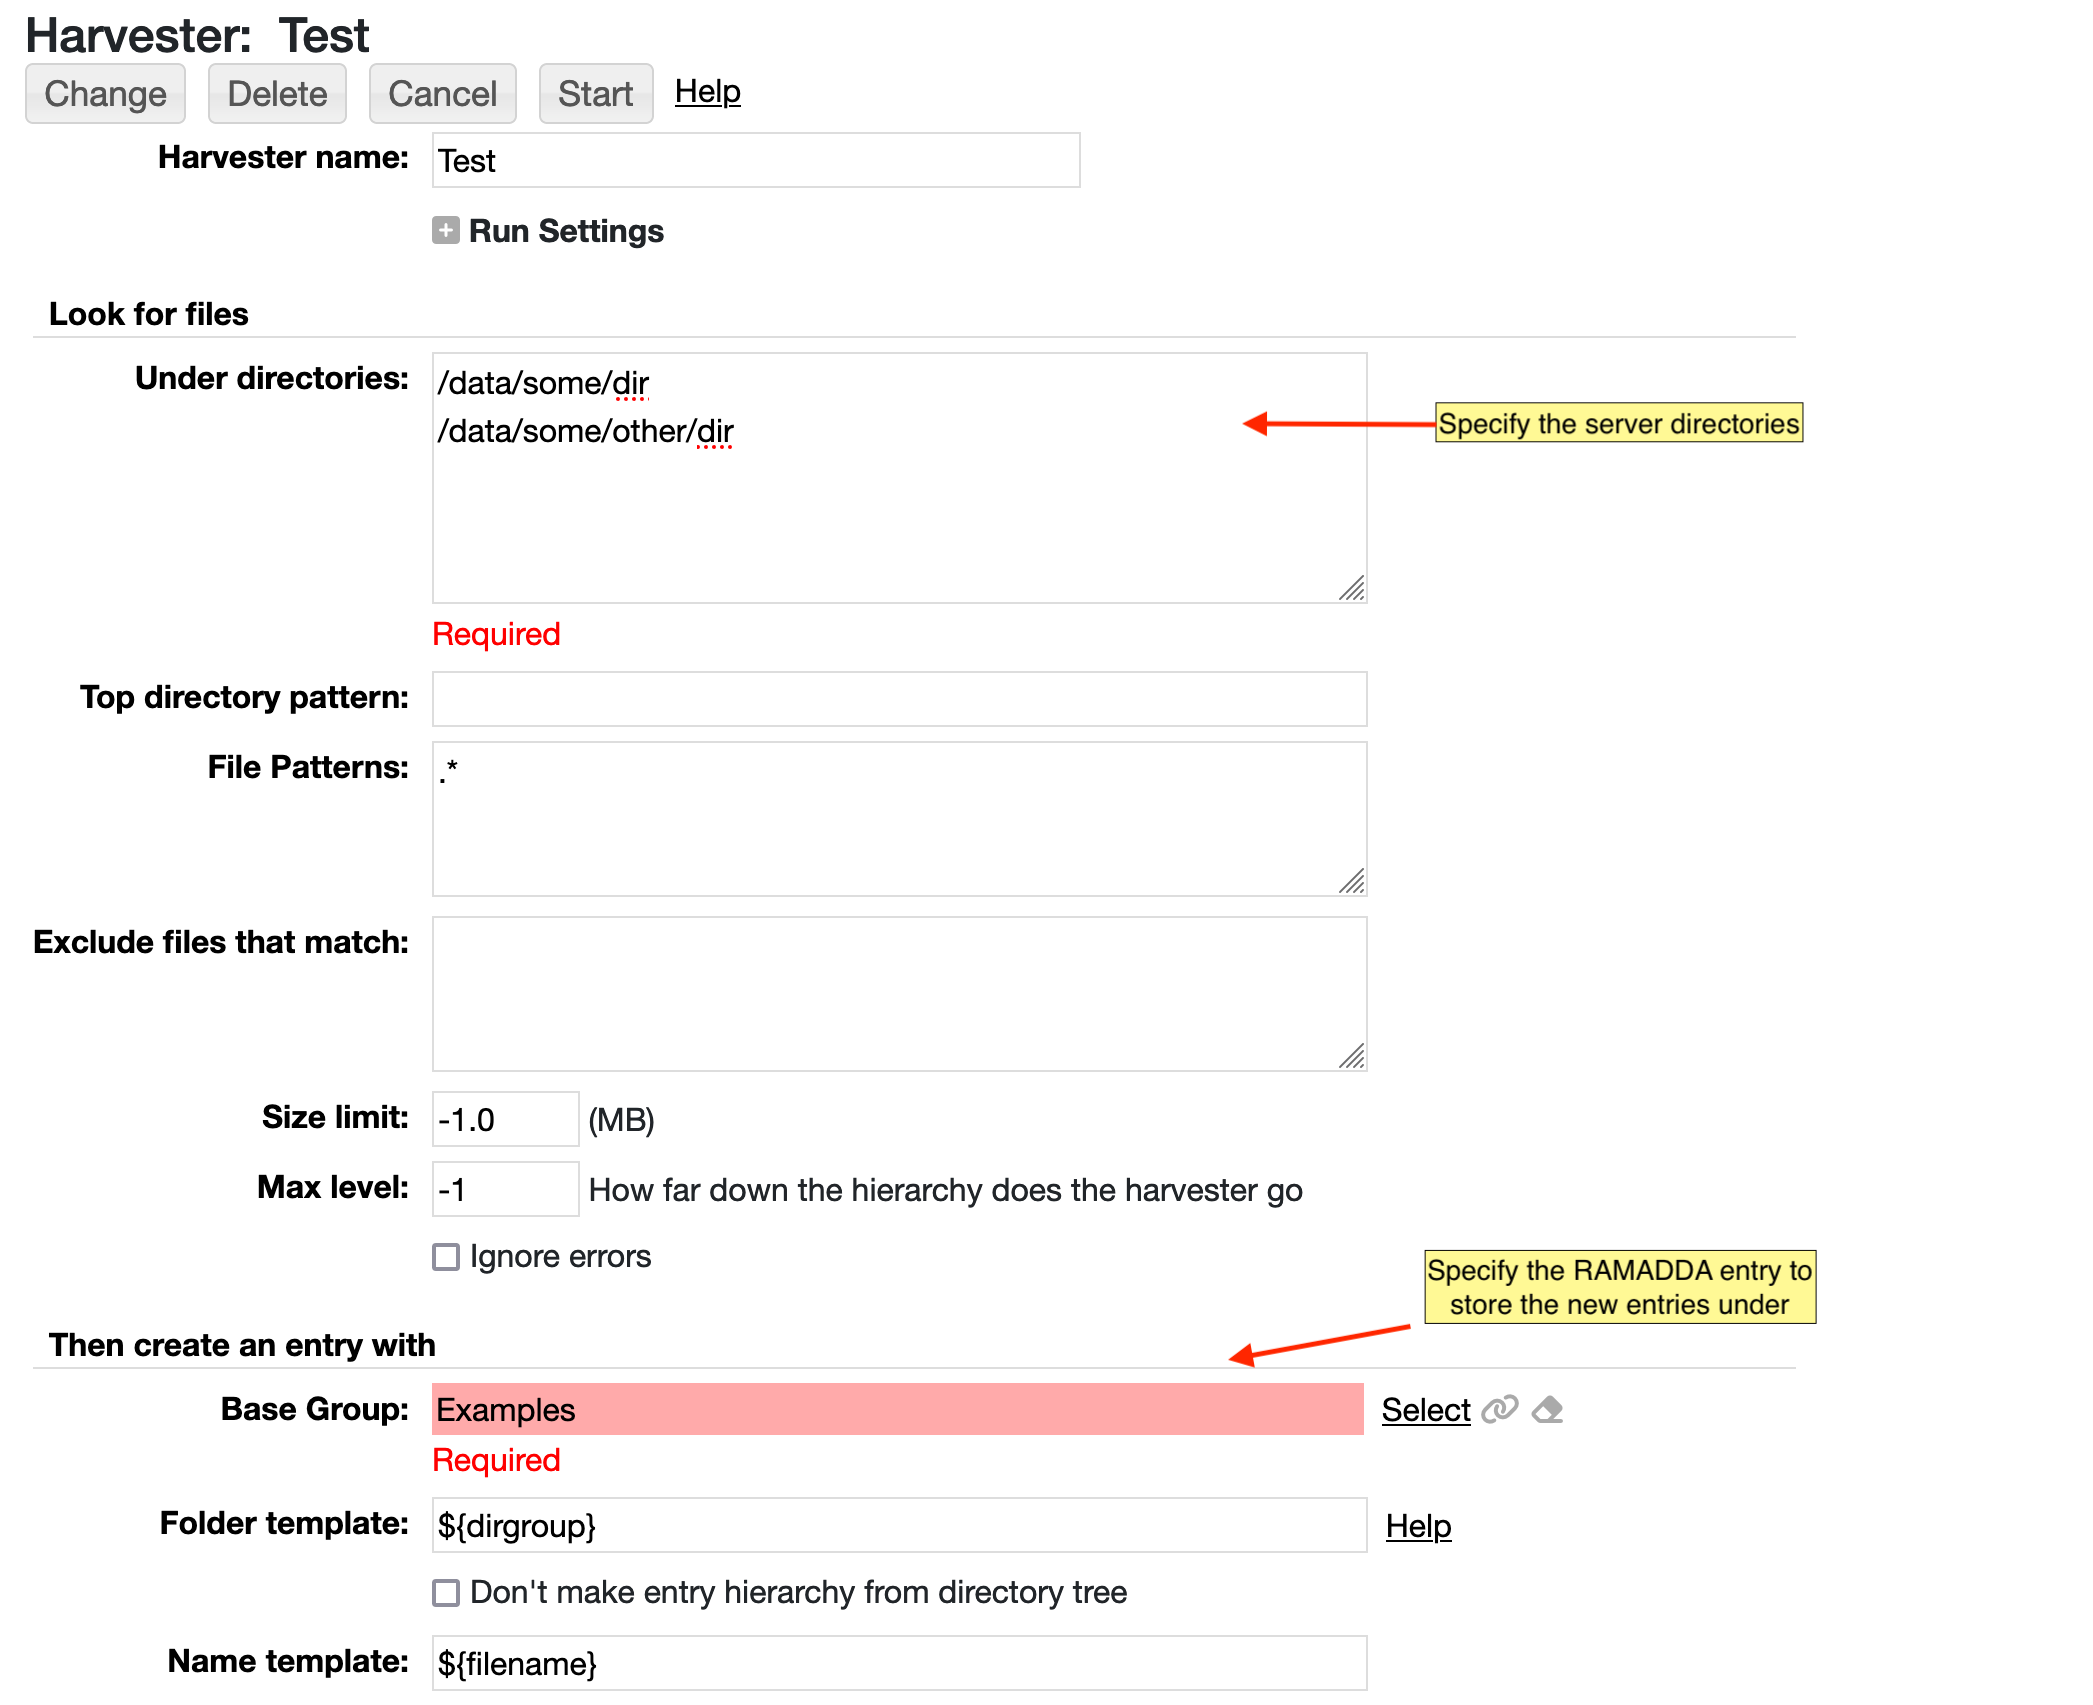 Harvester: Test
Change Delete Cancel Start Help
Harvester name: Test
Run Settings
Look for files
Under directories: /data/some/dir
/data/some/other/dir
Specify the server directories
Required
Top directory pattern:
File Patterns: .*
Exclude files that match:
Size limit: -1.0 (MB)
Max level: -1 How far down the hierarchy does the harvester go
Ignore errors
Specify the RAMADDA entry to
store the new entries under
Then create an entry with
Base Group: Examples Select
Required
Folder template: ${dirgroup} Help
Don't make entry hierarchy from directory tree
Name template: ${filename}